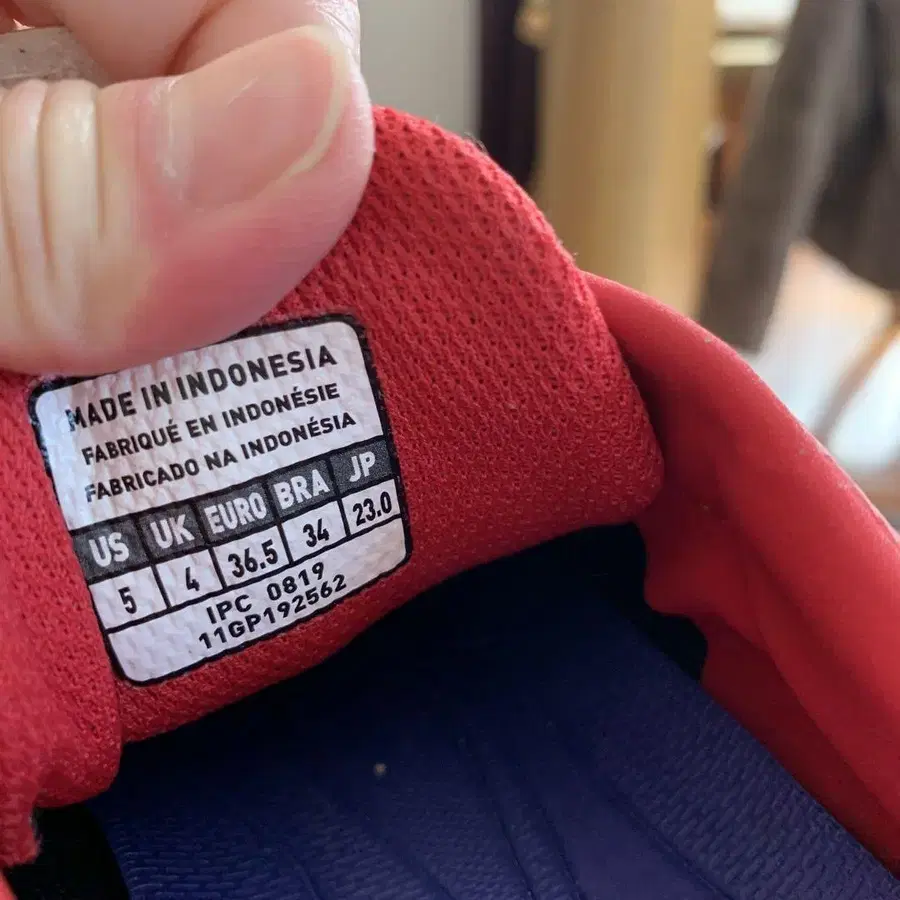 MADE IN INDONESIA
FABRIQUÉ EN INDONÉSIE
FABRICADO NA INDONÉSIA
US UK EURO BRA JP
5 4 36.5 34 23.0
IPC 0819
11GP192562